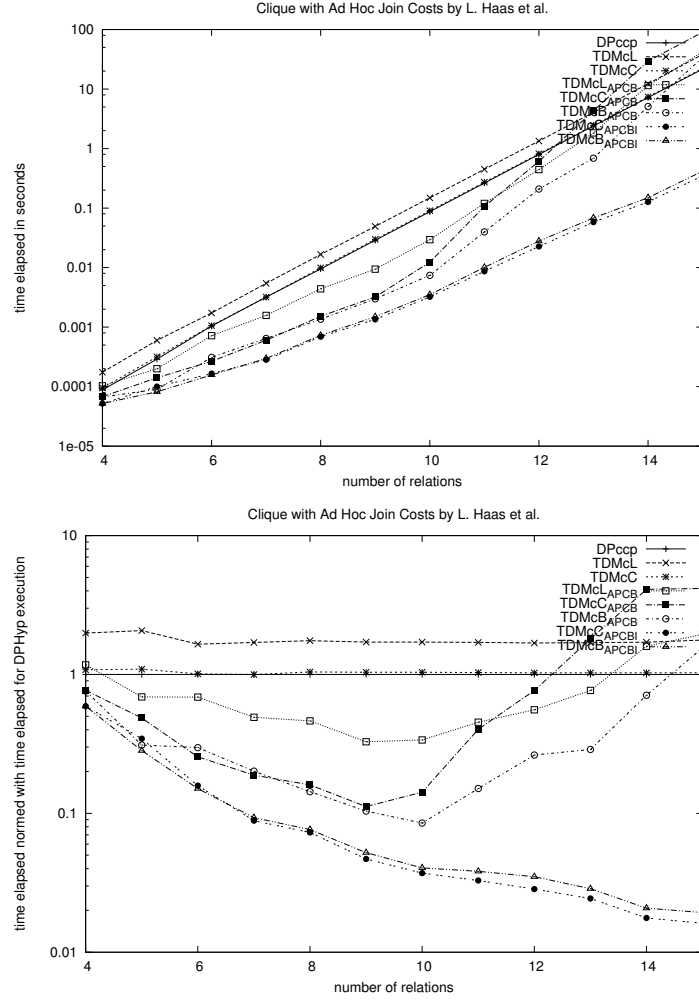 Clique with Ad Hoc Join Costs by L. Haas et al.
100
10
1
0.1
0.01
0.001
0.0001
1e-05
time elapsed in seconds
DPccp
TDMcL
TDMcC
TDMcL_APCB
TDMcC_APCB
TDMcB_APCB
TDMcC_APCBI
TDMcB_APCBI
4 6 8 10 12 14
number of relations
Clique with Ad Hoc Join Costs by L. Haas et al.
10
1
0.1
0.01
time elapsed normed with time elapsed for DPHyp execution
DPccp
TDMcL
TDMcC
TDMcL_APCB
TDMcC_APCB
TDMcB_APCB
TDMcC_APCBI
TDMcB_APCBI
4 6 8 10 12 14
number of relations